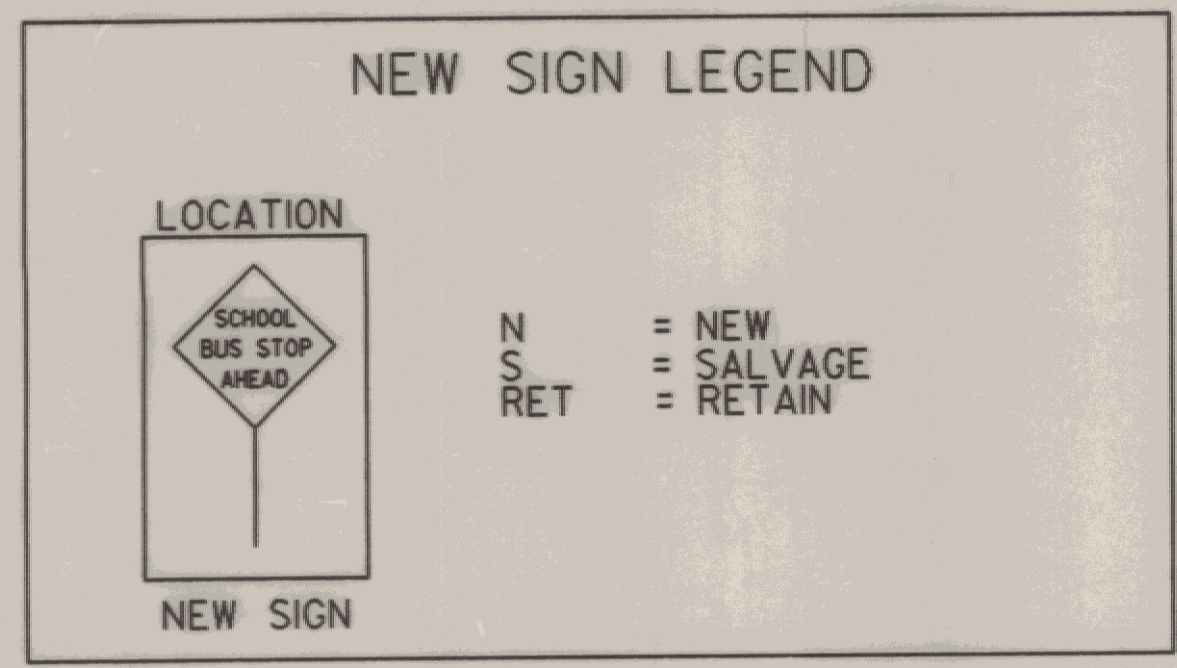 NEW SIGN LEGEND
LOCATION
SCHOOL
BUS STOP
AHEAD
NEW SIGN
N = NEW
S = SALVAGE
RET = RETAIN